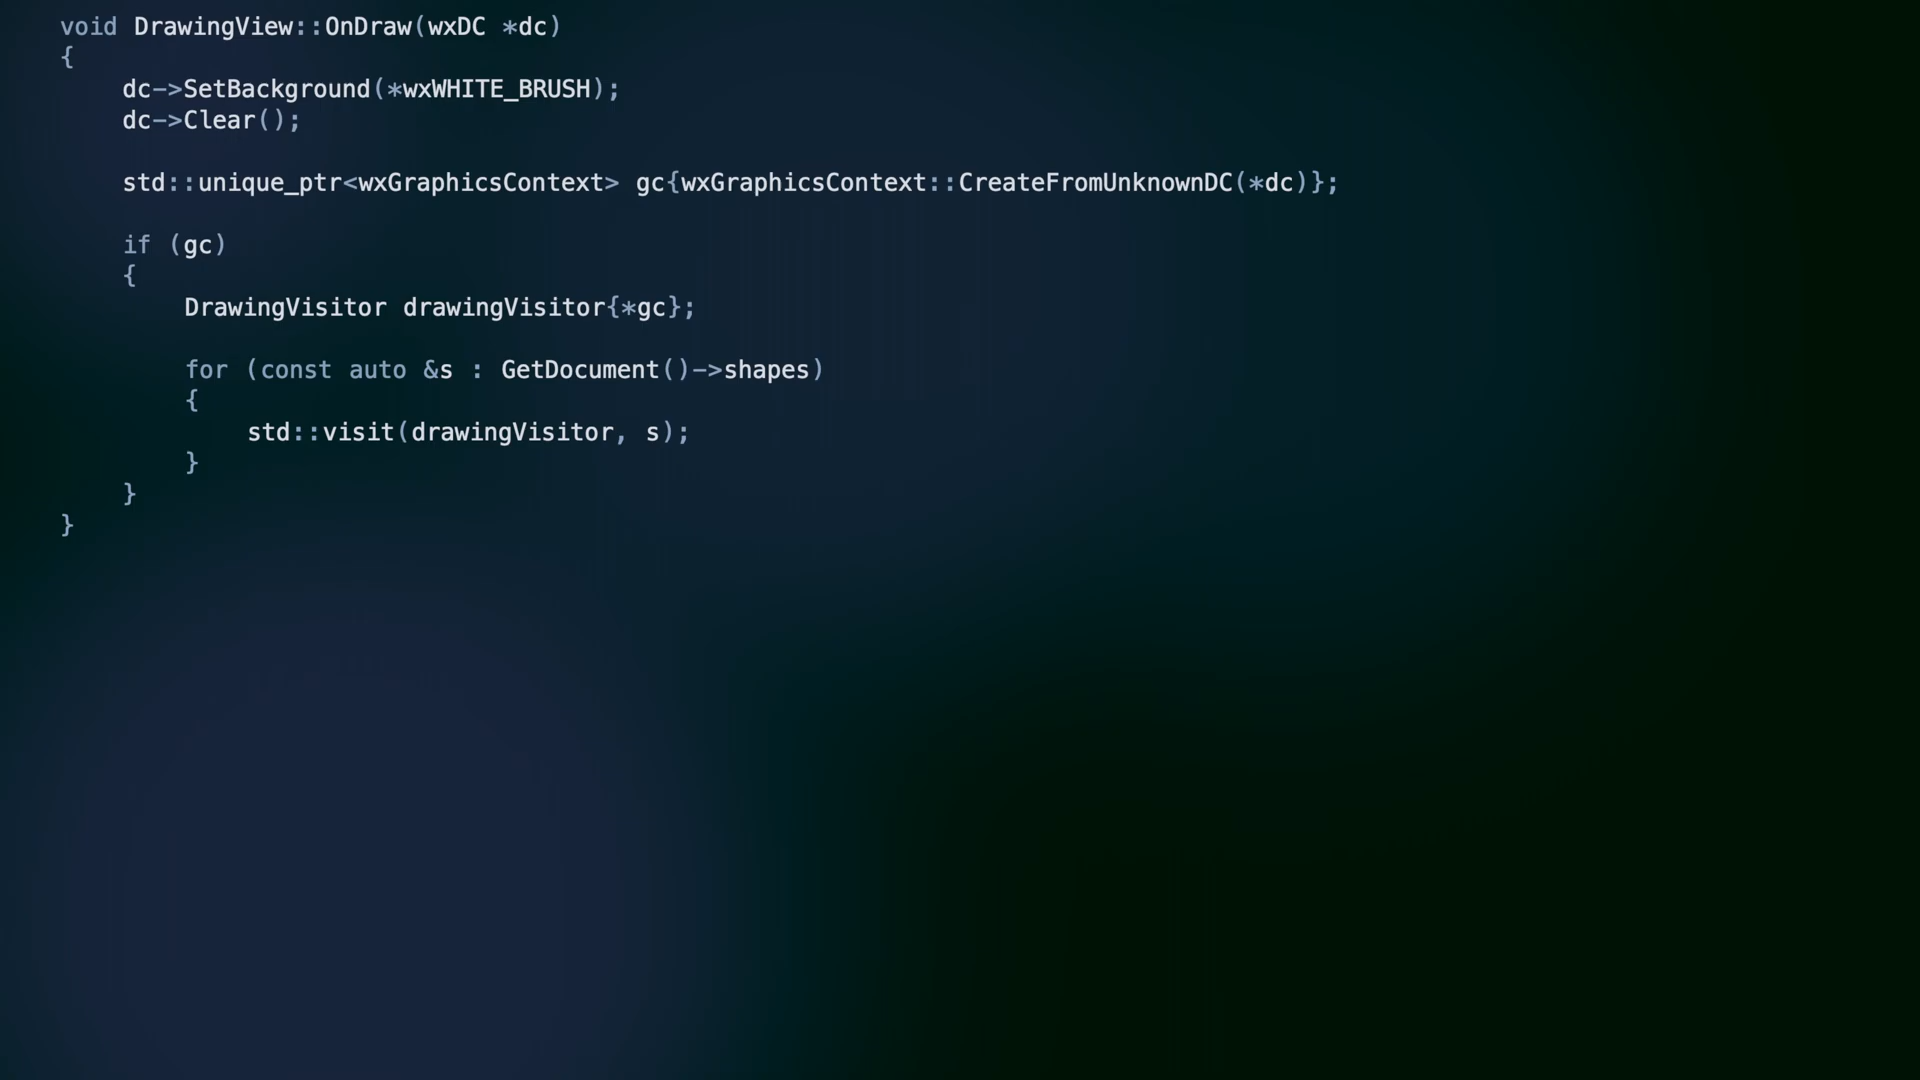 void DrawingView::OnDraw(wxDC *dc)
{
    dc->SetBackground(*wxWHITE_BRUSH);
    dc->Clear();

    std::unique_ptr<wxGraphicsContext> gc{wxGraphicsContext::CreateFromUnknownDC(*dc)};

    if (gc)
    {
        DrawingVisitor drawingVisitor{*gc};

        for (const auto &s : GetDocument()->shapes)
        {
            std::visit(drawingVisitor, s);
        }
    }
}